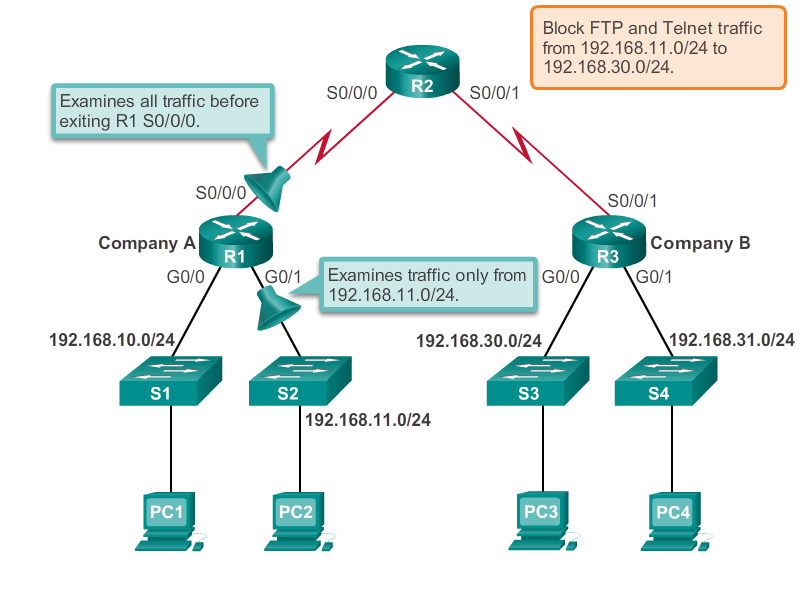 Block FTP and Telnet traffic
from 192.168.11.0/24 to
192.168.30.0/24.
R2
S0/0/0
S0/0/1
Examines all traffic before
exiting R1 S0/0/0.
S0/0/0
S0/0/1
Company A
R1
R3
Company B
G0/0
G0/1
Examines traffic only from
192.168.11.0/24.
G0/0
G0/1
192.168.10.0/24
192.168.30.0/24
192.168.31.0/24
S1
S2
S3
S4
192.168.11.0/24
PC1
PC2
PC3
PC4